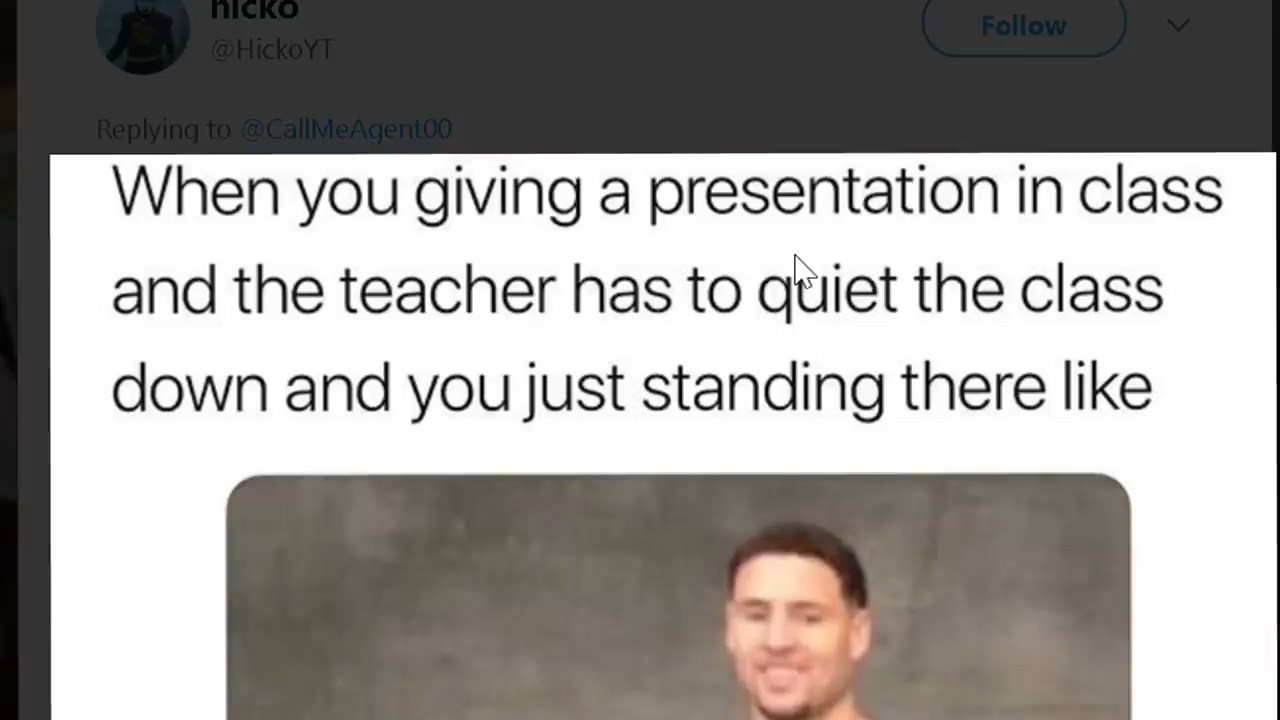 nicko
@HickoYT
Follow
Replying to @CallMeAgent00
When you giving a presentation in class
and the teacher has to quiet the class
down and you just standing there like